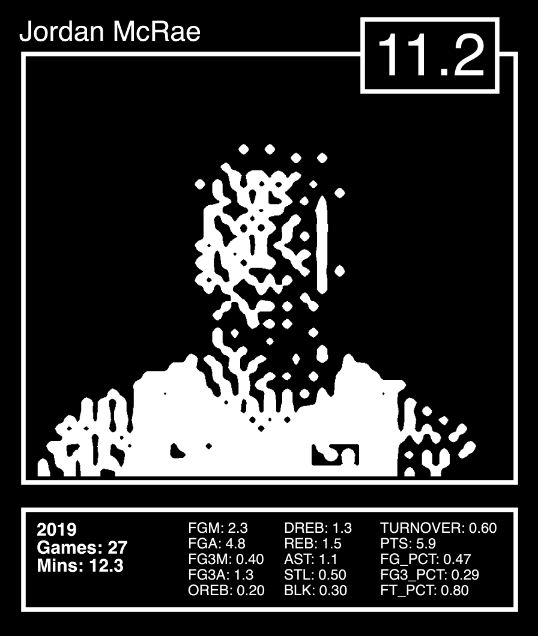 Jordan McRae
11.2
2019
Games: 27
Mins: 12.3
FGM: 2.3
FGA: 4.8
FG3M: 0.40
FG3A: 1.3
OREB: 0.20
DREB: 1.3
REB: 1.5
AST: 1.1
STL: 0.50
BLK: 0.30
TURNOVER: 0.60
PTS: 5.9
FG_PCT: 0.47
FG3_PCT: 0.29
FT_PCT: 0.80